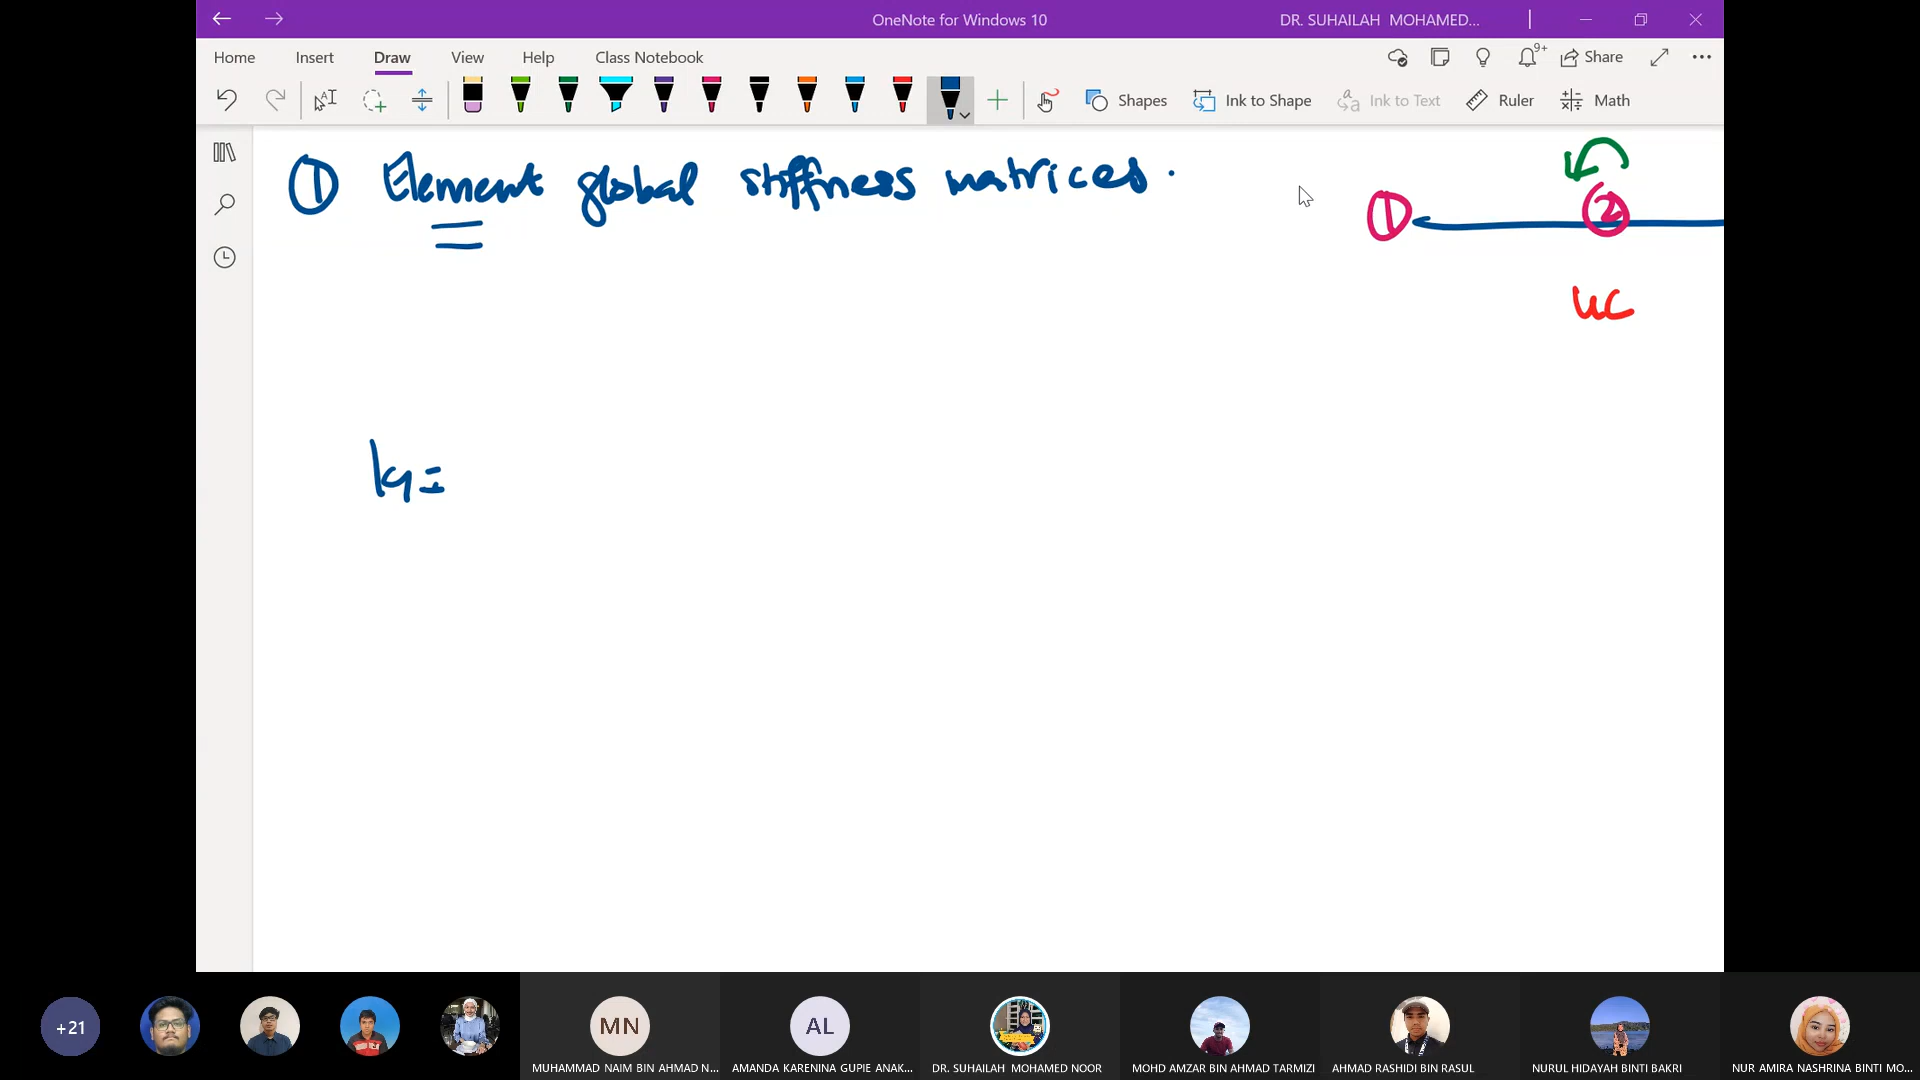 OneNote for Windows 10
DR. SUHAILAH MOHAMED...
Home Insert Draw View Help Class Notebook
9+ Share
Shapes Ink to Shape Ink to Text Ruler Math
① Element global stiffness matrices.
① ②
UC
+21
MN AL
MUHAMMAD NAIM BIN AHMAD N... AMANDA KARENINA GUPIE ANAK... DR. SUHAILAH MOHAMED NOOR MOHD AMZAR BIN AHMAD TARMIZI AHMAD RASHIDI BIN RASUL NURUL HIDAYAH BINTI BAKRI NUR AMIRA NASHRINA BINTI MO...